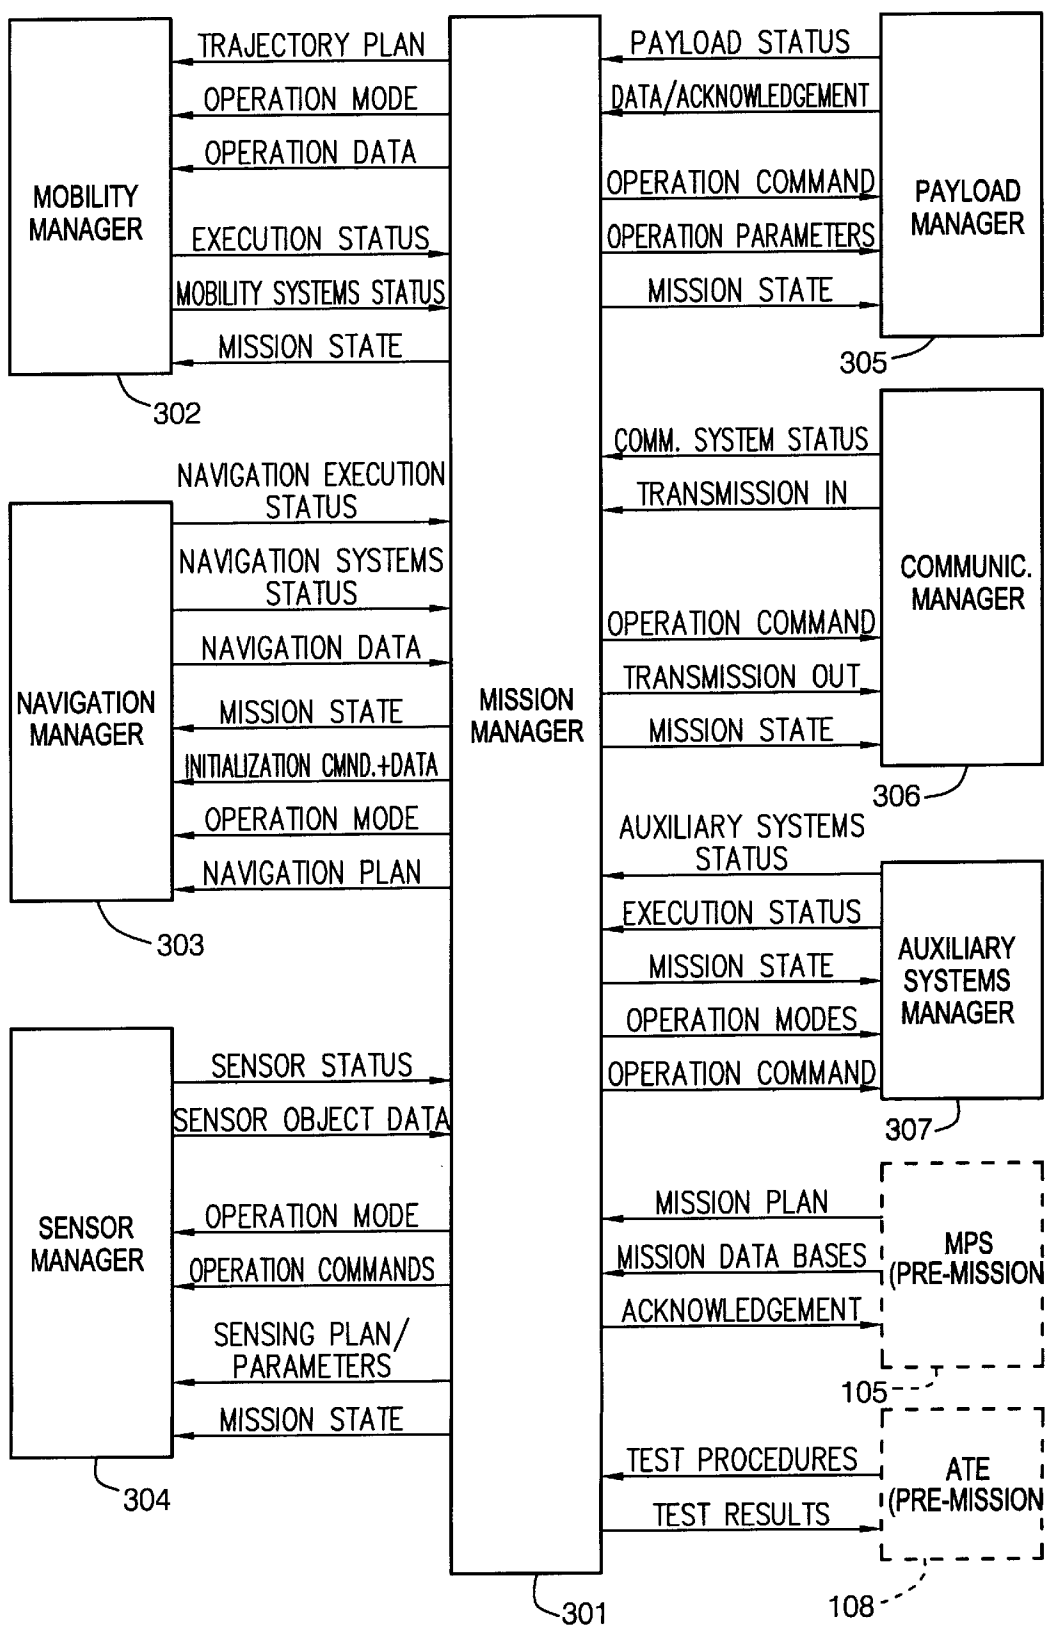 TRAJECTORY PLAN
OPERATION MODE
OPERATION DATA
MOBILITY
MANAGER
EXECUTION STATUS
MOBILITY SYSTEMS STATUS
MISSION STATE
302
NAVIGATION EXECUTION
STATUS
NAVIGATION SYSTEMS
STATUS
NAVIGATION DATA
NAVIGATION
MANAGER
MISSION STATE
INITIALIZATION CMND.+DATA
OPERATION MODE
NAVIGATION PLAN
303
SENSOR STATUS
SENSOR OBJECT DATA
SENSOR
MANAGER
OPERATION MODE
OPERATION COMMANDS
SENSING PLAN/
PARAMETERS
MISSION STATE
304
MISSION
MANAGER
301
PAYLOAD STATUS
DATA/ACKNOWLEDGEMENT
OPERATION COMMAND
OPERATION PARAMETERS
MISSION STATE
PAYLOAD
MANAGER
305
COMM. SYSTEM STATUS
TRANSMISSION IN
COMMUNIC.
MANAGER
OPERATION COMMAND
TRANSMISSION OUT
MISSION STATE
306
AUXILIARY SYSTEMS
STATUS
EXECUTION STATUS
MISSION STATE
OPERATION MODES
OPERATION COMMAND
AUXILIARY
SYSTEMS
MANAGER
307
MISSION PLAN
MISSION DATA BASES
ACKNOWLEDGEMENT
MPS
(PRE-MISSION
105
TEST PROCEDURES
TEST RESULTS
ATE
(PRE-MISSION
108